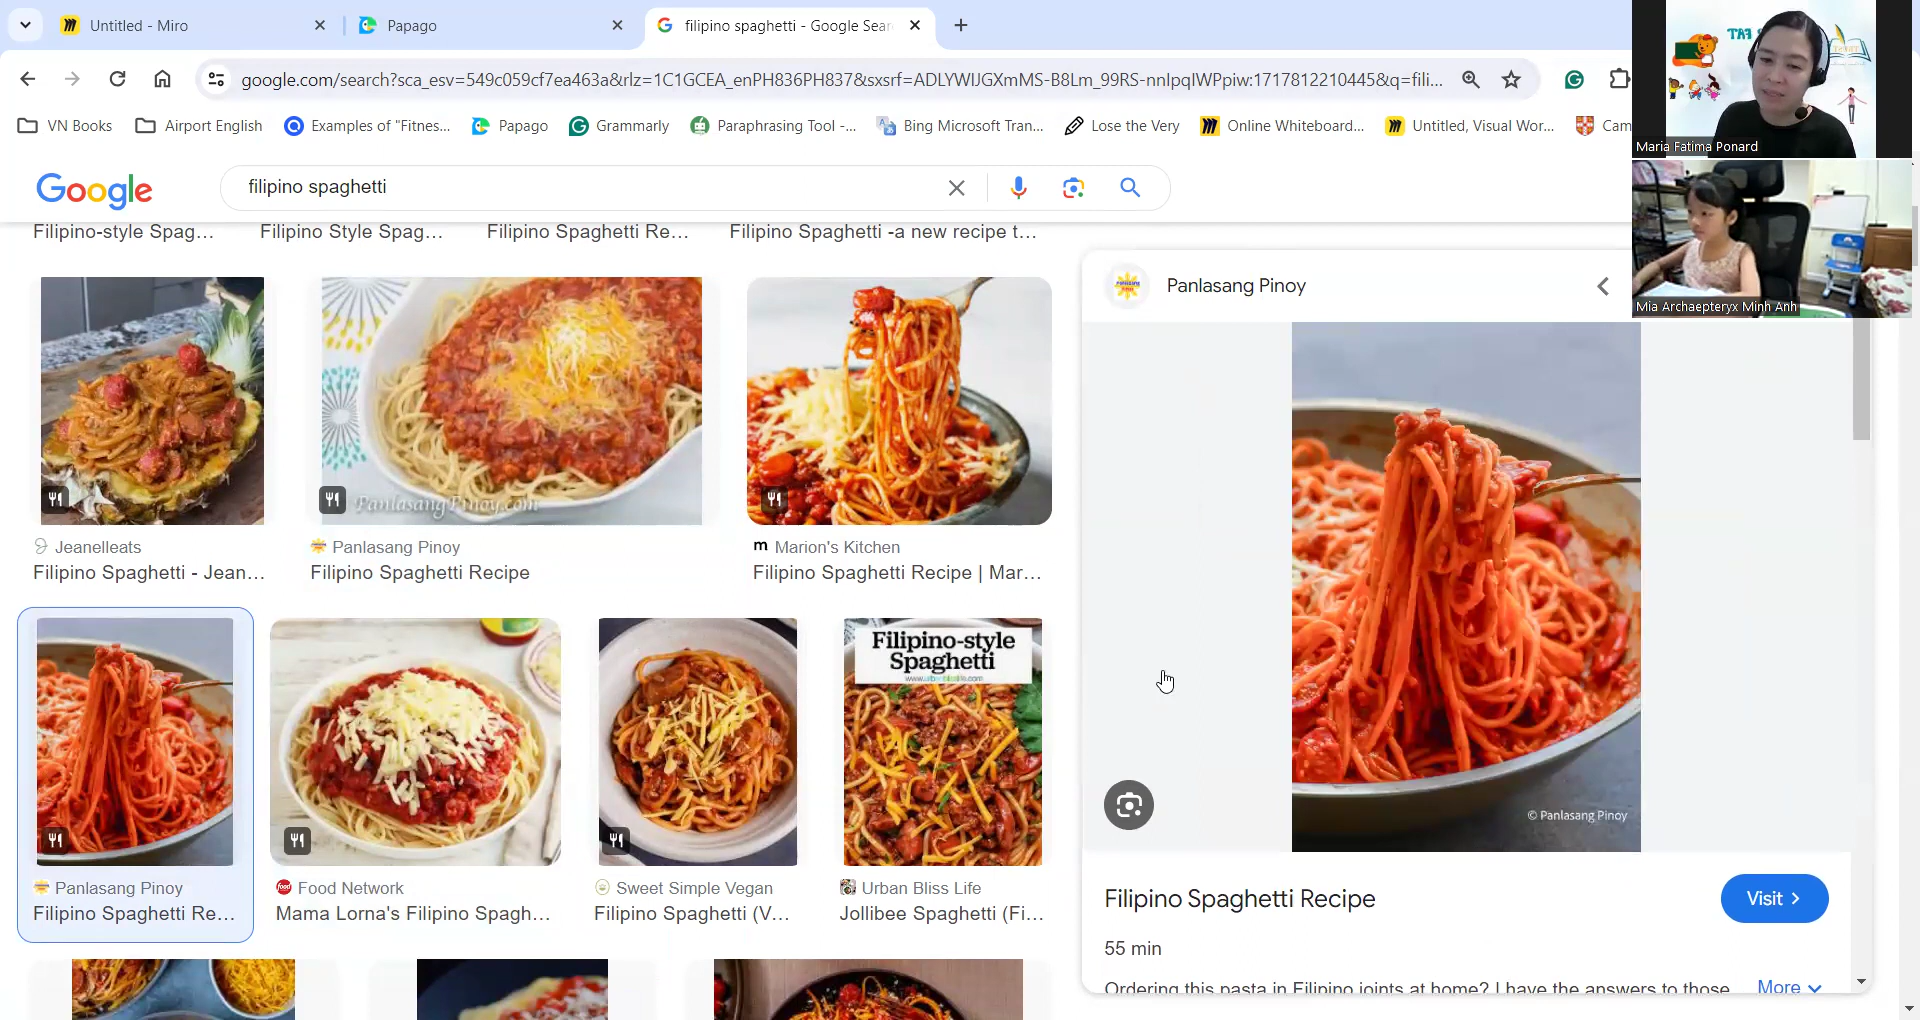 Untitled - Miro
Papago
filipino spaghetti - Google Sear
google.com/search?sca_esv=549c059cf7ea463a&rlz=1C1GCEA_enPH836PH837&sxsrf=ADLYWIJGXmMS-B8Lm_99RS-nnIpqIWPpiw:1717812210445&q=fili...
VN Books
Airport English
Examples of "Fitnes...
Papago
Grammarly
Paraphrasing Tool -...
Bing Microsoft Tran...
Lose the Very
Online Whiteboard...
Untitled, Visual Wor...
Cam
Maria Fatima Ponard
Mia Archaepteryx Minh Anh
Google
filipino spaghetti
Filipino-style Spag...
Filipino Style Spag...
Filipino Spaghetti Re...
Filipino Spaghetti -a new recipe t...
PanlasangPinoy.com
Jeanelleats
Filipino Spaghetti - Jean...
Panlasang Pinoy
Filipino Spaghetti Recipe
m Marion's Kitchen
Filipino Spaghetti Recipe | Mar...
Filipino-style
Spaghetti
Panlasang Pinoy
Filipino Spaghetti Re...
food Food Network
Mama Lorna's Filipino Spagh...
Sweet Simple Vegan
Filipino Spaghetti (V...
Urban Bliss Life
Jollibee Spaghetti (Fi...
Panlasang Pinoy
© Panlasang Pinoy
Filipino Spaghetti Recipe
Visit
55 min
Ordering this pasta in Filipino joints at home? I have the answers to those
More